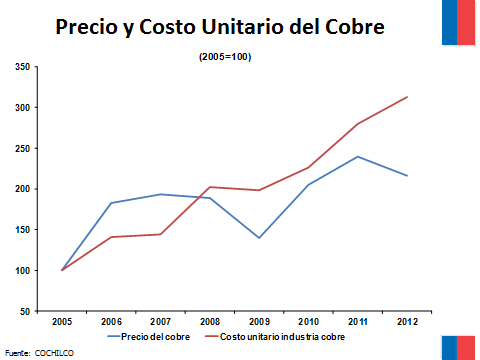 Precio y Costo Unitario del Cobre
(2005=100)
350
300
250
200
150
100
50
2005 2006 2007 2008 2009 2010 2011 2012
Precio del cobre Costo unitario industria cobre
Fuente: COCHILCO